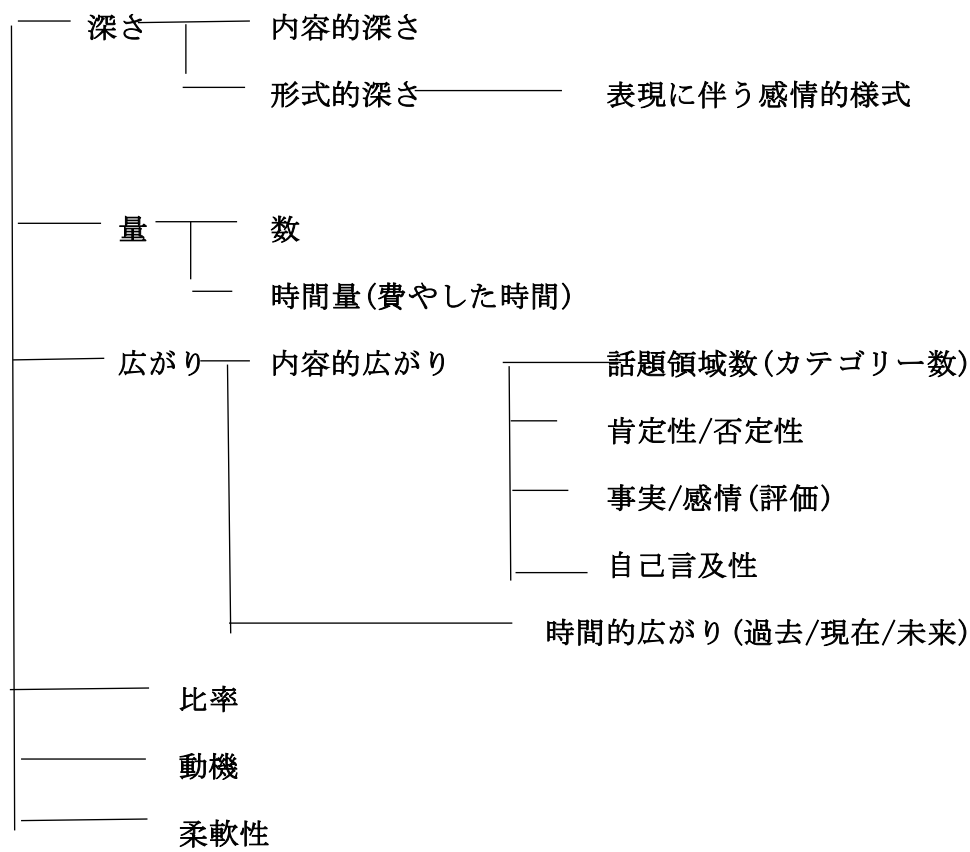 深さ 内容的深さ
形式的深さ 表現に伴う感情的様式
量 数
時間量(費やした時間)
広がり 内容的広がり 話題領域数(カテゴリー数)
肯定性/否定性
事実/感情(評価)
自己言及性
時間的広がり(過去/現在/未来)
比率
動機
柔軟性